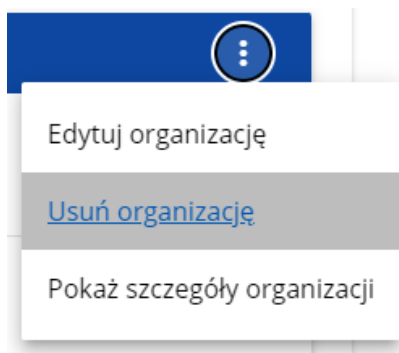 Edytuj organizację
Usuń organizację
Pokaż szczegóły organizacji